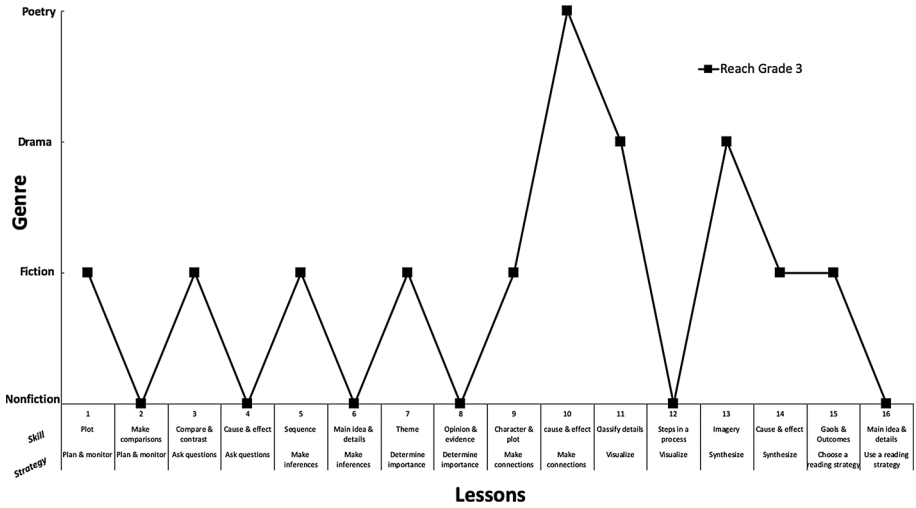 Poetry
Reach Grade 3
Drama
Genre
Fiction
Nonfiction
1 2 3 4 5 6 7 8 9 10 11 12 13 14 15 16
Skill
Plot
Make
comparisons
Compare &
contrast
Cause & effect
Sequence
Main idea &
details
Theme
Opinion &
evidence
Character &
plot
cause & effect
Classify details
Steps in a
process
Imagery
Cause & effect
Gaols &
Outcomes
Main idea &
details
Strategy
Plan & monitor
Plan & monitor
Ask questions
Ask questions
Make
inferences
Make
inferences
Determine
importance
Determine
importance
Make
connections
Make
connections
Visualize
Visualize
Synthesize
Synthesize
Choose a
reading strategy
Use a reading
strategy
Lessons